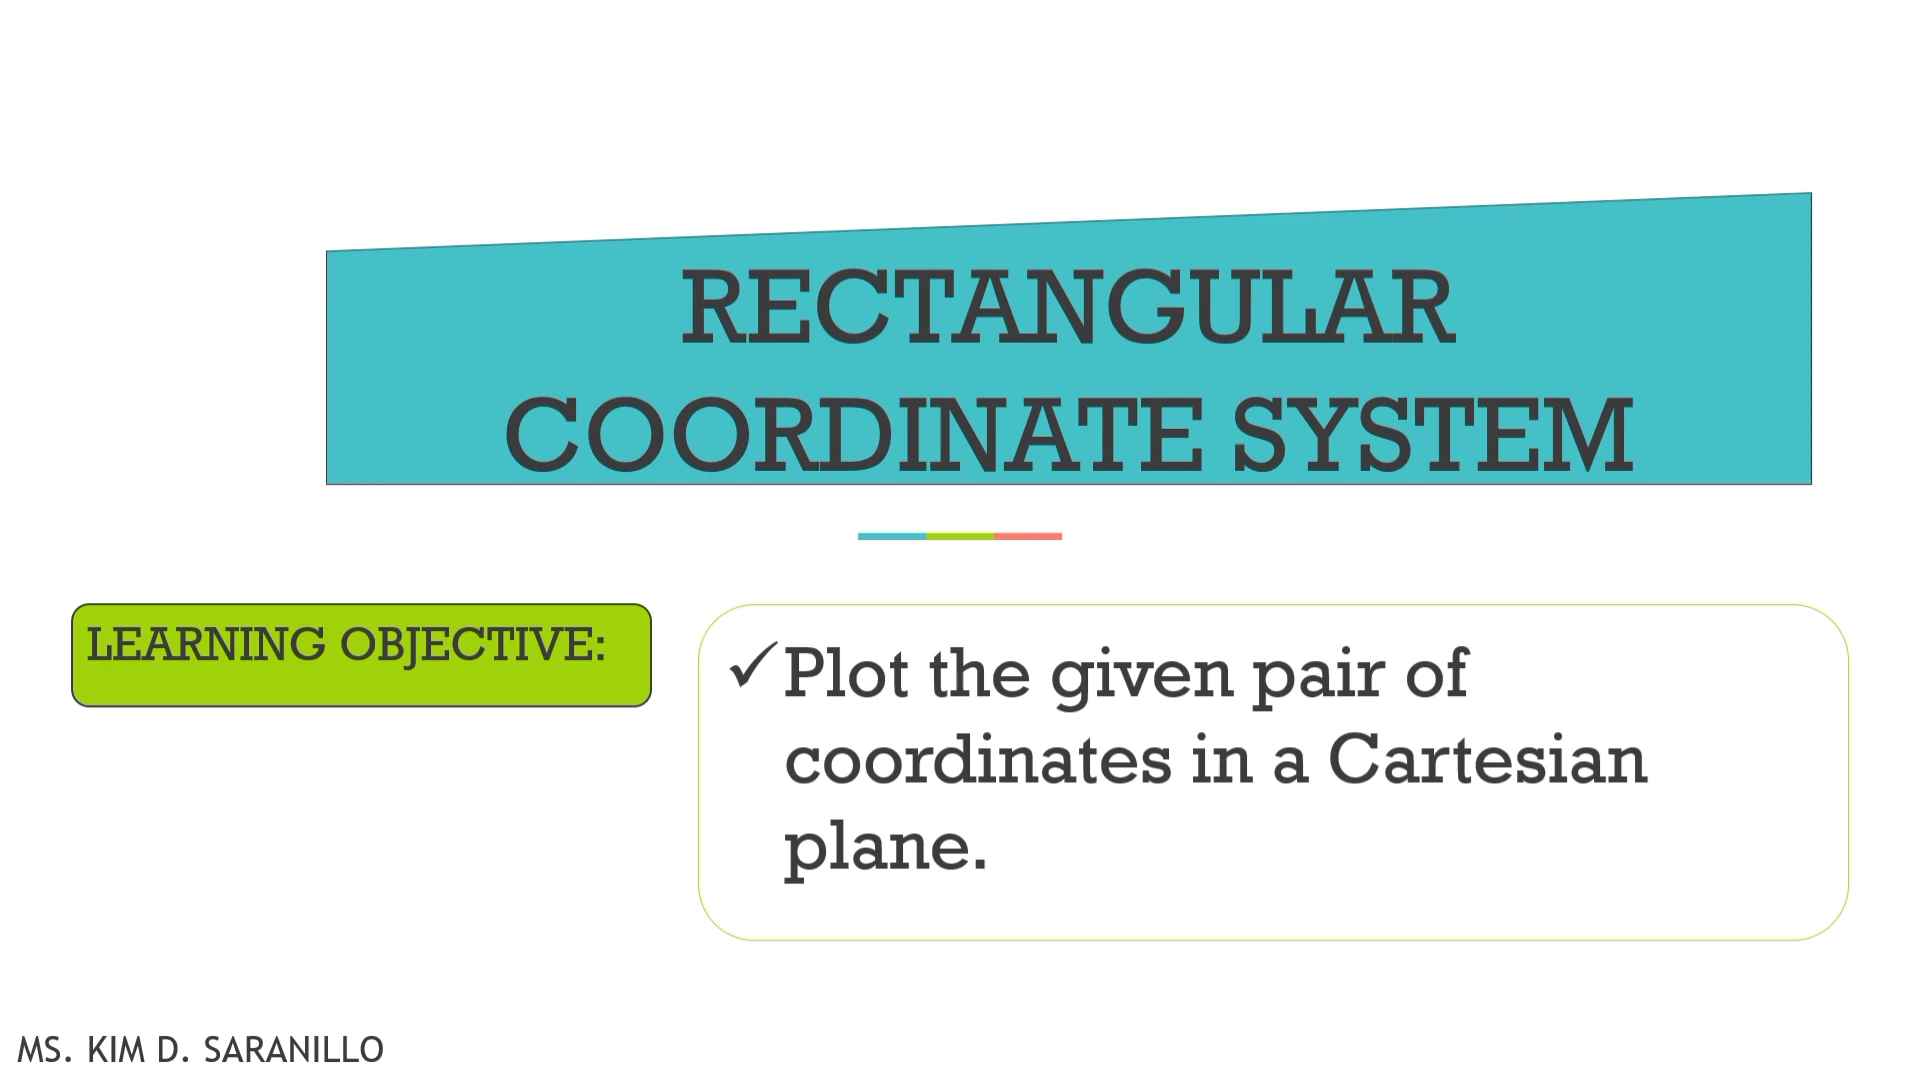 RECTANGULAR
COORDINATE SYSTEM
LEARNING OBJECTIVE:
✓Plot the given pair of
coordinates in a Cartesian
plane.
MS. KIM D. SARANILLO